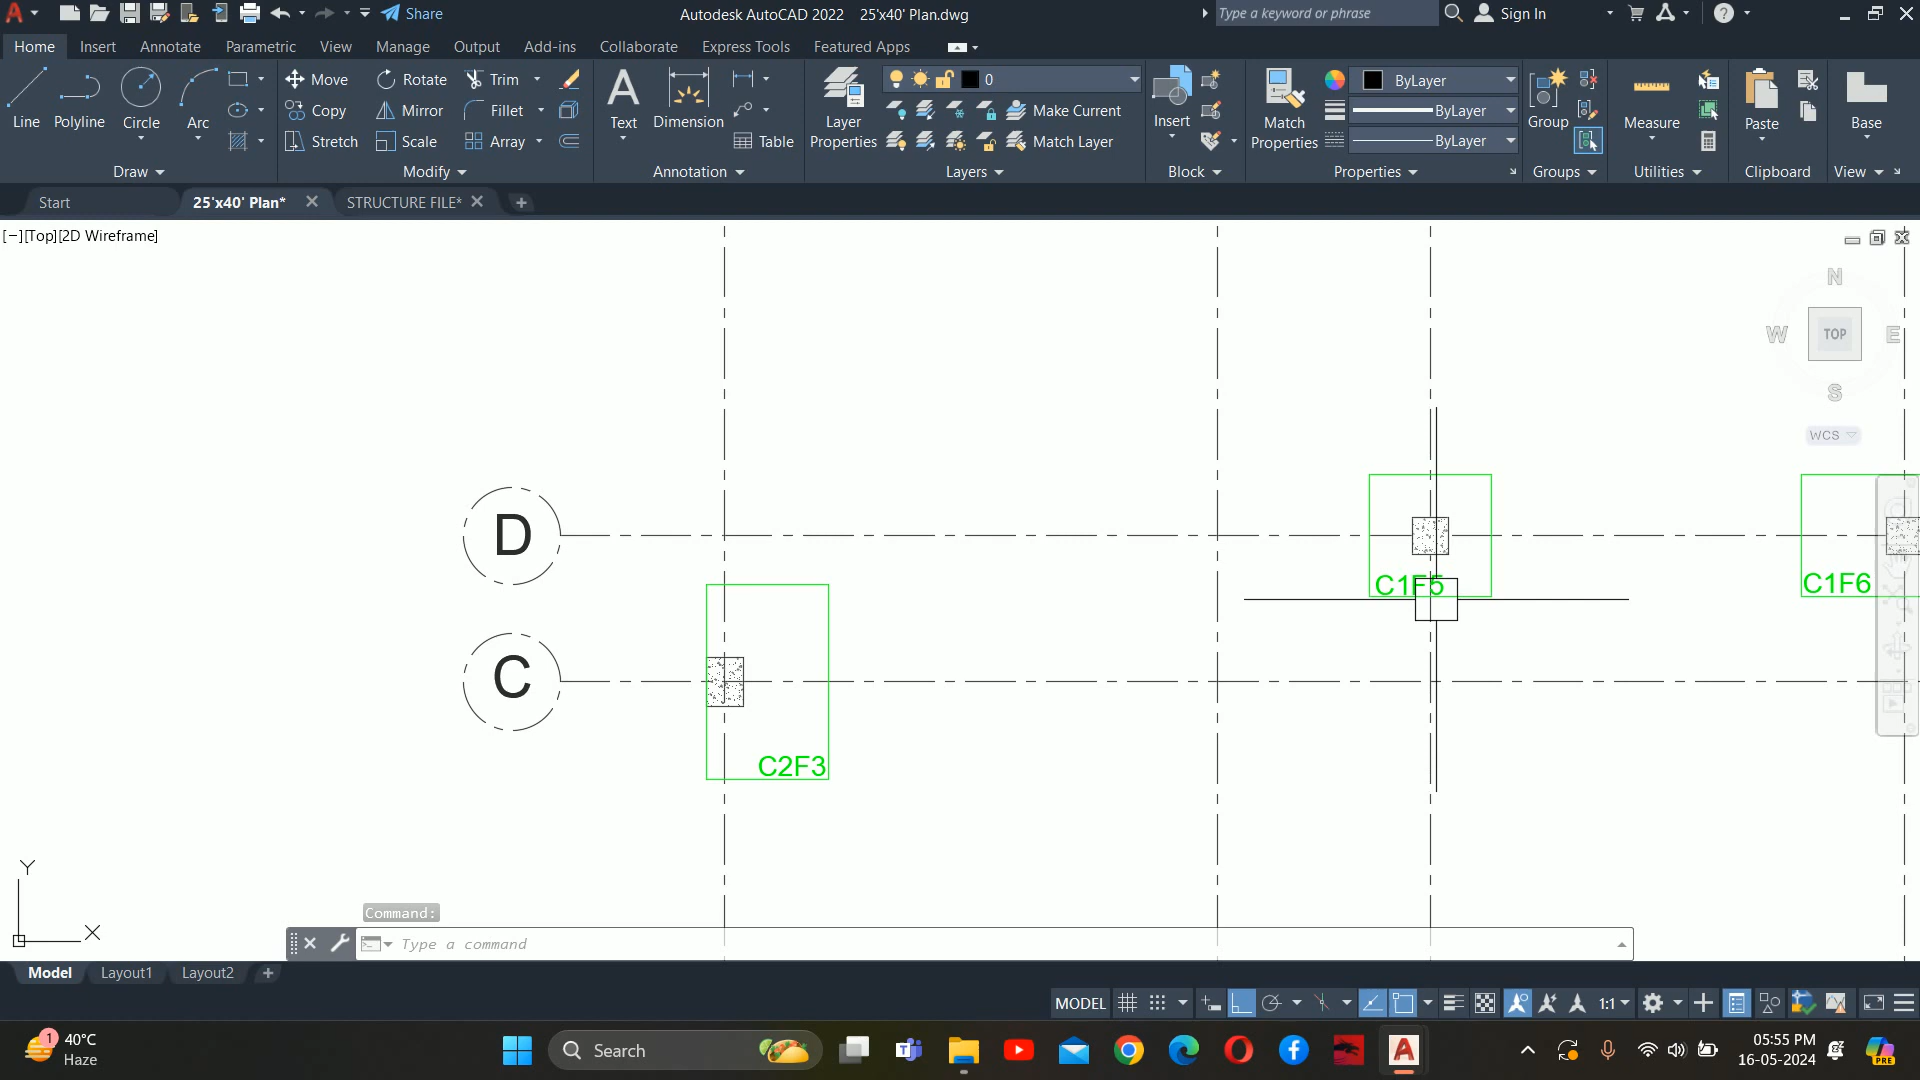 Share
Autodesk AutoCAD 2022 25'x40' Plan.dwg
Type a keyword or phrase
Sign In
Home Insert Annotate Parametric View Manage Output Add-ins Collaborate Express Tools Featured Apps
Line Polyline Circle Arc
Move Rotate Trim
Copy Mirror Fillet
Stretch Scale Array
Text Dimension Table
Layer Properties
0
Make Current
Match Layer
Insert
Match Properties
ByLayer
ByLayer
ByLayer
Group
Measure
Paste
Base
Draw Modify Annotation Layers Block Properties Groups Utilities Clipboard View
Start 25'x40' Plan* STRUCTURE FILE*
[−][Top][2D Wireframe]
N
W TOP E
S
WCS
D
C1F5
C1F6
C
C2F3
Y
X
Command:
Type a command
Model Layout1 Layout2
MODEL 1:1
1
40°C
Haze
Search
05:55 PM
16-05-2024
PRE